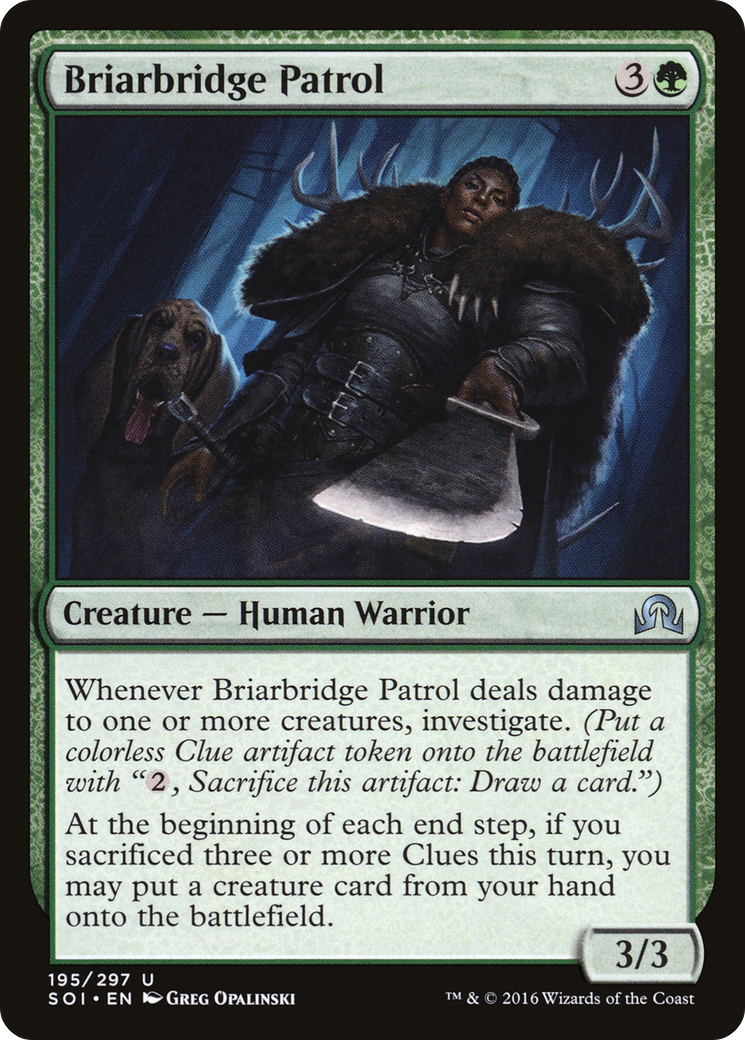 Briarbridge Patrol 3
Creature — Human Warrior
Whenever Briarbridge Patrol deals damage
to one or more creatures, investigate. (Put a
colorless Clue artifact token onto the battlefield
with “2, Sacrifice this artifact: Draw a card.”)
At the beginning of each end step, if you
sacrificed three or more Clues this turn, you
may put a creature card from your hand
onto the battlefield.
3/3
195/297 U
SOI • EN Greg Opalinski
™ & © 2016 Wizards of the Coast